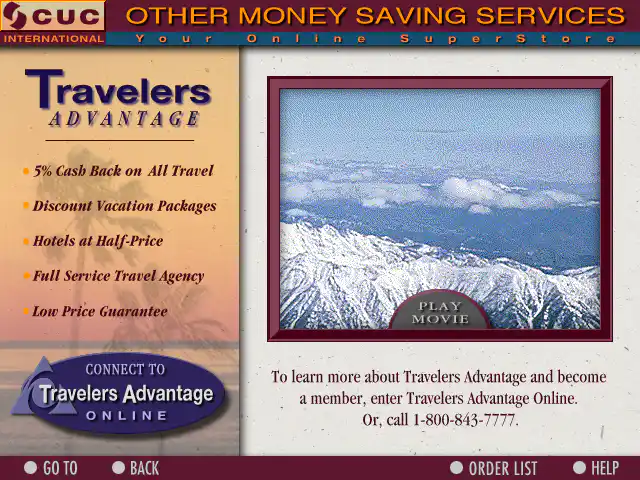 CUC
INTERNATIONAL
OTHER MONEY SAVING SERVICES
Your Online SuperStore
Travelers
ADVANTAGE
5% Cash Back on All Travel
Discount Vacation Packages
Hotels at Half-Price
Full Service Travel Agency
Low Price Guarantee
CONNECT TO
Travelers Advantage
ONLINE
PLAY
MOVIE
To learn more about Travelers Advantage and become
a member, enter Travelers Advantage Online.
Or, call 1-800-843-7777.
GO TO
BACK
ORDER LIST
HELP